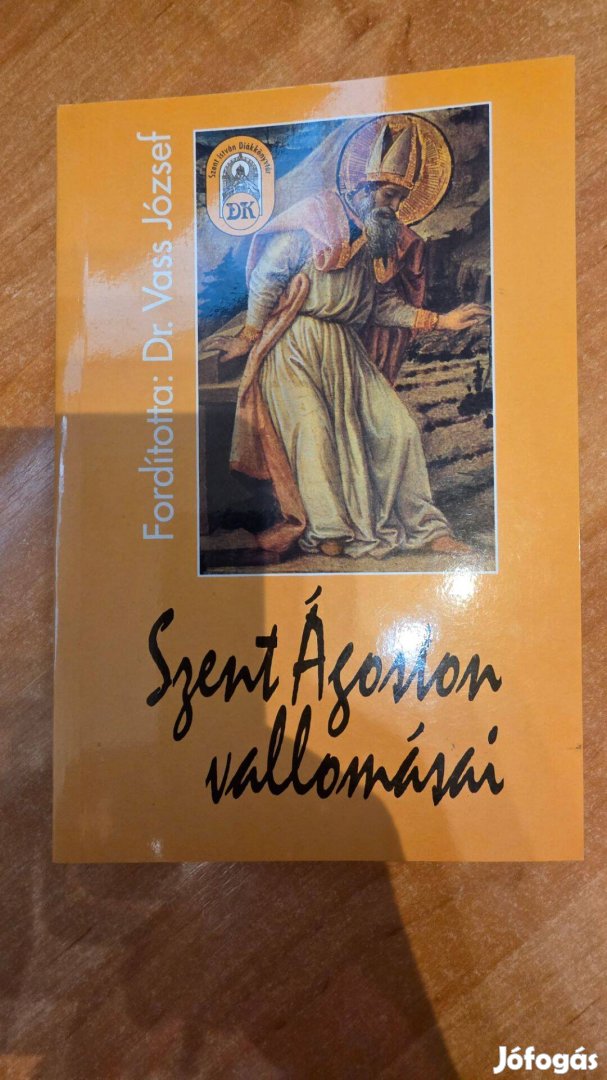 Fordította: Dr. Vass József
Szent István Diákkönyvtár
DK
Szent Ágoston
vallomásai
Jófogás